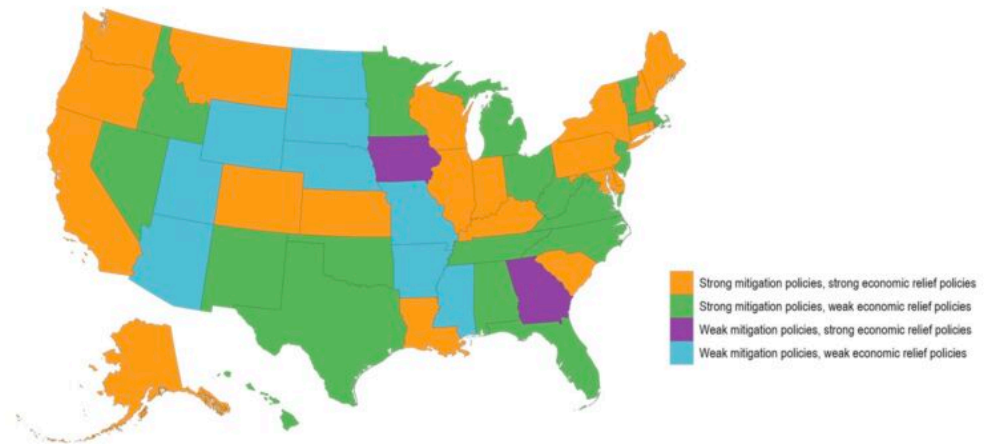 Strong mitigation policies, strong economic relief policies
Strong mitigation policies, weak economic relief policies
Weak mitigation policies, strong economic relief policies
Weak mitigation policies, weak economic relief policies